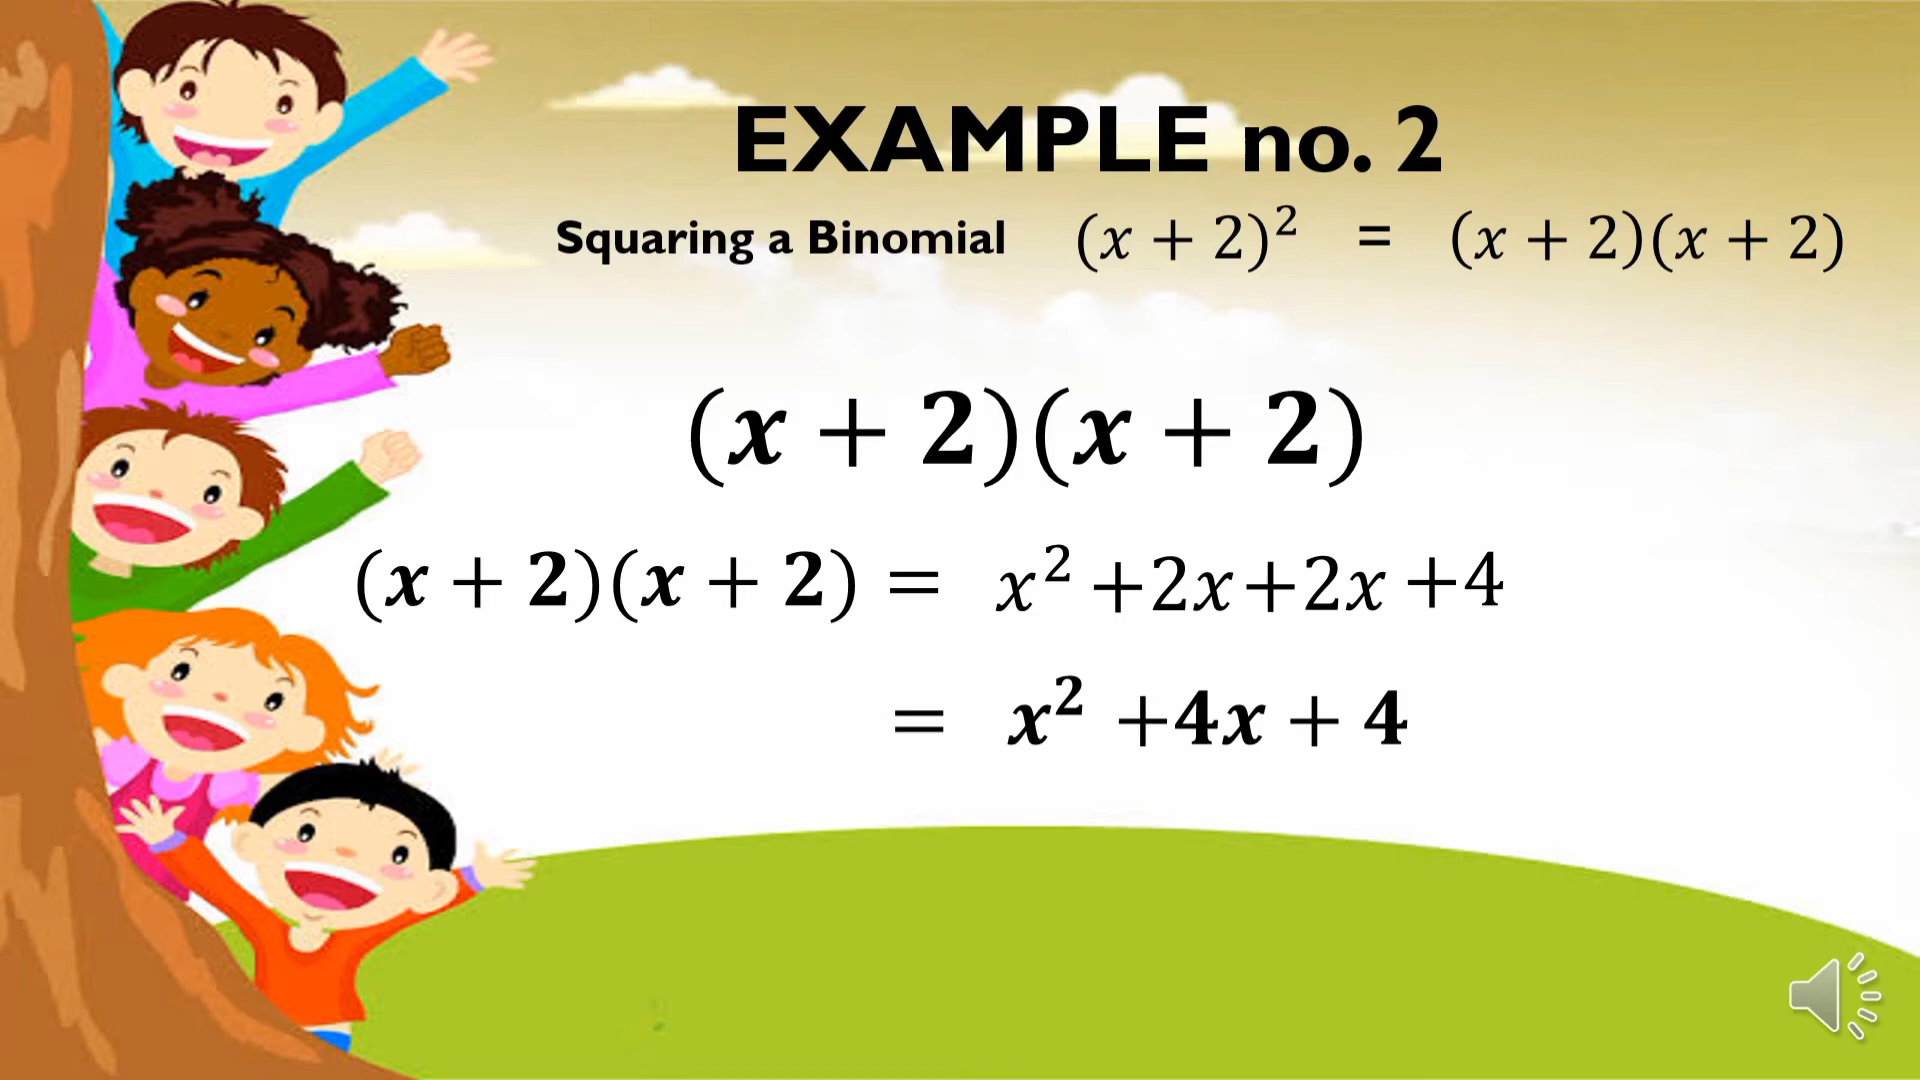 EXAMPLE no. 2
Squaring a Binomial (x + 2)² = (x + 2)(x + 2)
(x + 2)(x + 2)
(x + 2)(x + 2) = x² +2x+2x +4
= x² +4x + 4